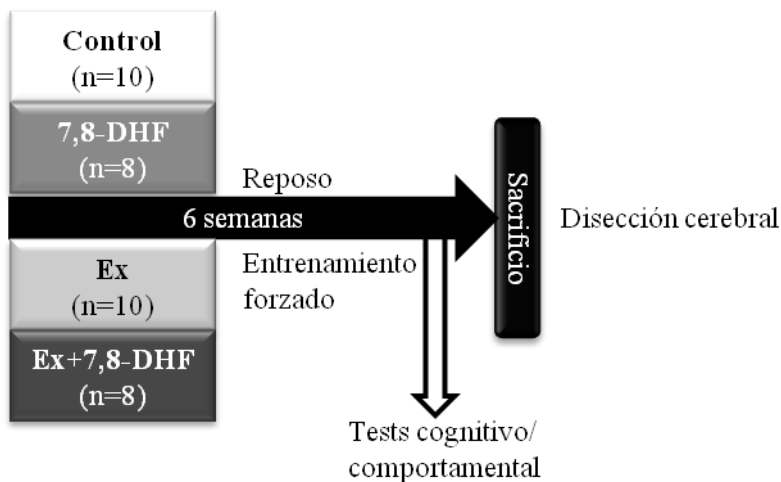 Control
(n=10)
7,8-DHF
(n=8)
Reposo
6 semanas
Sacrificio
Disección cerebral
Ex
(n=10)
Entrenamiento
forzado
Ex+7,8-DHF
(n=8)
Tests cognitivo/
comportamental